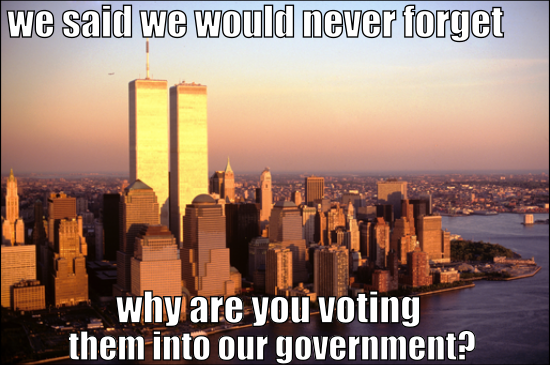 we said we would never forget
why are you voting
them into our government?